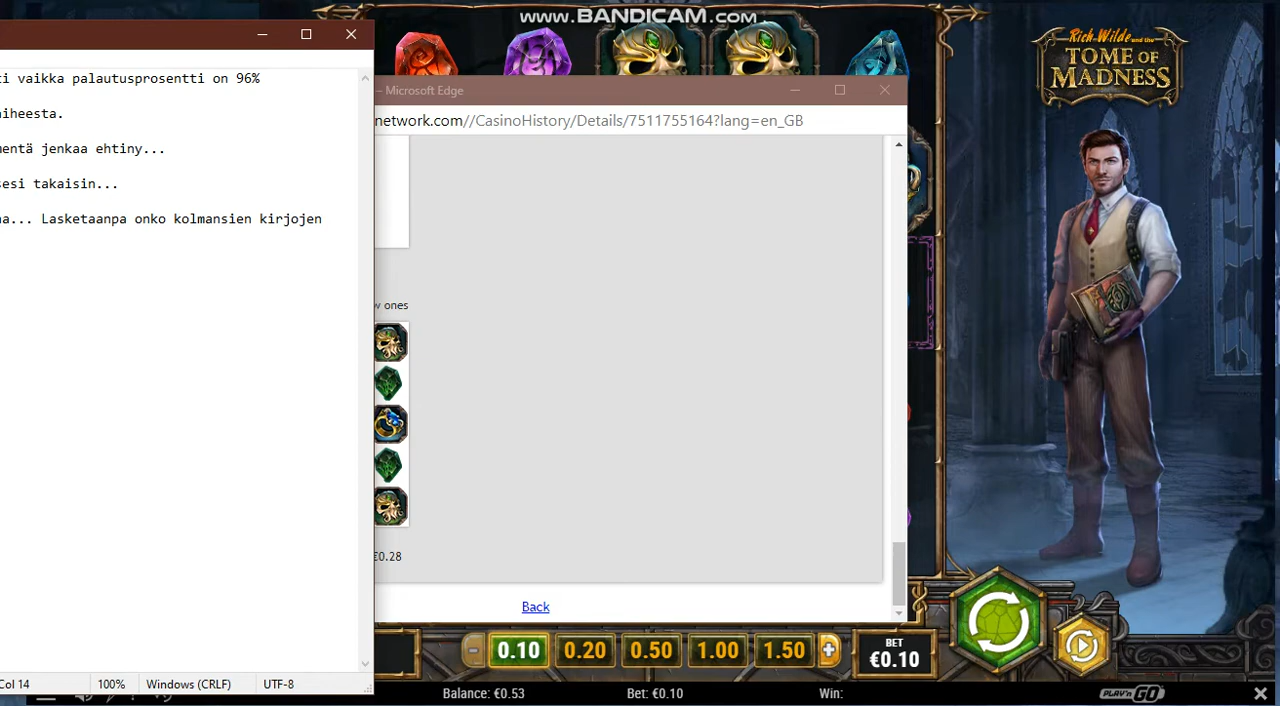 www.BANDICAM.com
ti vaikka palautusprosentti on 96%
aiheesta.
mentä jenkaa ehtiny...
sesi takaisin...
na... Lasketaanpa onko kolmansien kirjojen
Col 14
100%
Windows (CRLF)
UTF-8
– Microsoft Edge
network.com//CasinoHistory/Details/7511755164?lang=en_GB
w ones
€0.28
Back
Rich Wilde and the
TOME OF
MADNESS
0.10
0.20
0.50
1.00
1.50
BET
€0.10
Balance: €0.53
Bet: €0.10
Win:
PLAY'n GO